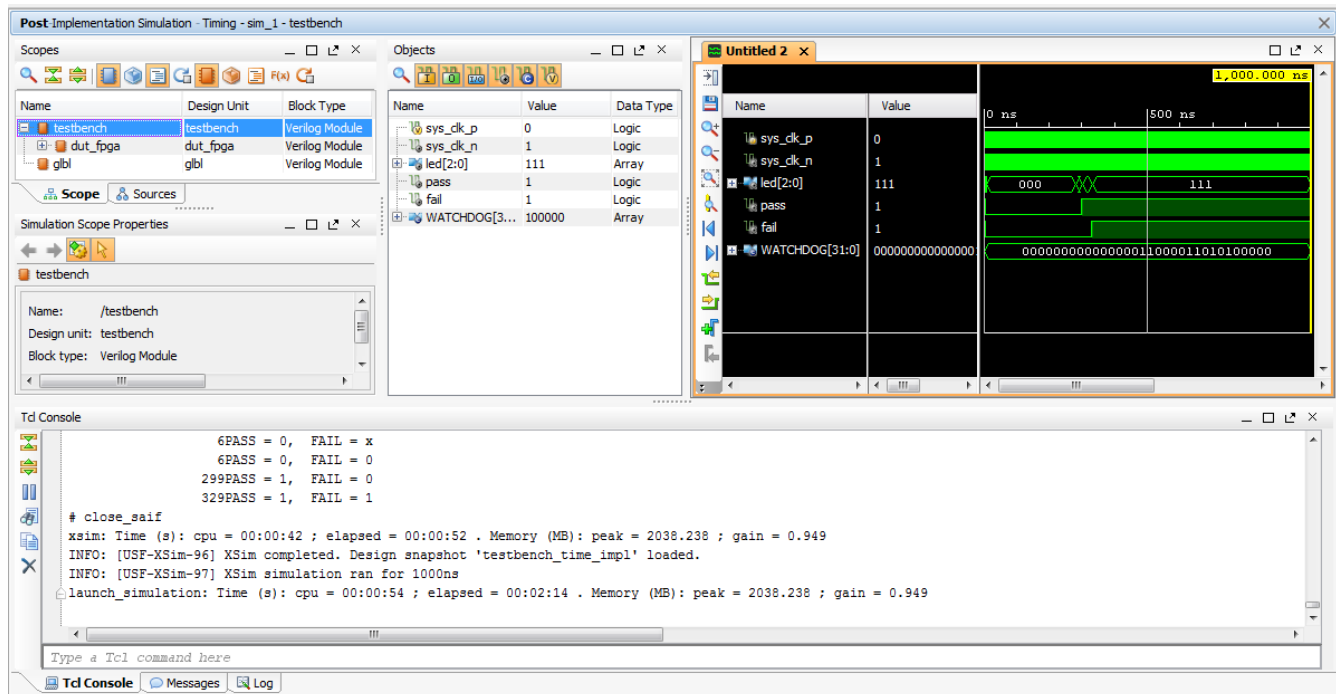 Post-Implementation Simulation - Timing - sim_1 - testbench
Scopes
F(x)
Name Design Unit Block Type
testbench testbench Verilog Module
dut_fpga dut_fpga Verilog Module
glbl glbl Verilog Module
Scope Sources
Simulation Scope Properties
testbench
Name: /testbench
Design unit: testbench
Block type: Verilog Module
Objects
Name Value Data Type
sys_clk_p 0 Logic
sys_clk_n 1 Logic
led[2:0] 111 Array
pass 1 Logic
fail 1 Logic
WATCHDOG[3... 100000 Array
Untitled 2
1,000.000 ns
Name Value
0 ns 500 ns
sys_clk_p 0
sys_clk_n 1
led[2:0] 111 000 111
pass 1
fail 1
WATCHDOG[31:0] 000000000000000 00000000000000011000011010100000
Tcl Console
6PASS = 0, FAIL = x
6PASS = 0, FAIL = 0
299PASS = 1, FAIL = 0
329PASS = 1, FAIL = 1
# close_saif
xsim: Time (s): cpu = 00:00:42 ; elapsed = 00:00:52 . Memory (MB): peak = 2038.238 ; gain = 0.949
INFO: [USF-XSim-96] XSim completed. Design snapshot 'testbench_time_impl' loaded.
INFO: [USF-XSim-97] XSim simulation ran for 1000ns
launch_simulation: Time (s): cpu = 00:00:54 ; elapsed = 00:02:14 . Memory (MB): peak = 2038.238 ; gain = 0.949
Type a Tcl command here
Tcl Console Messages Log